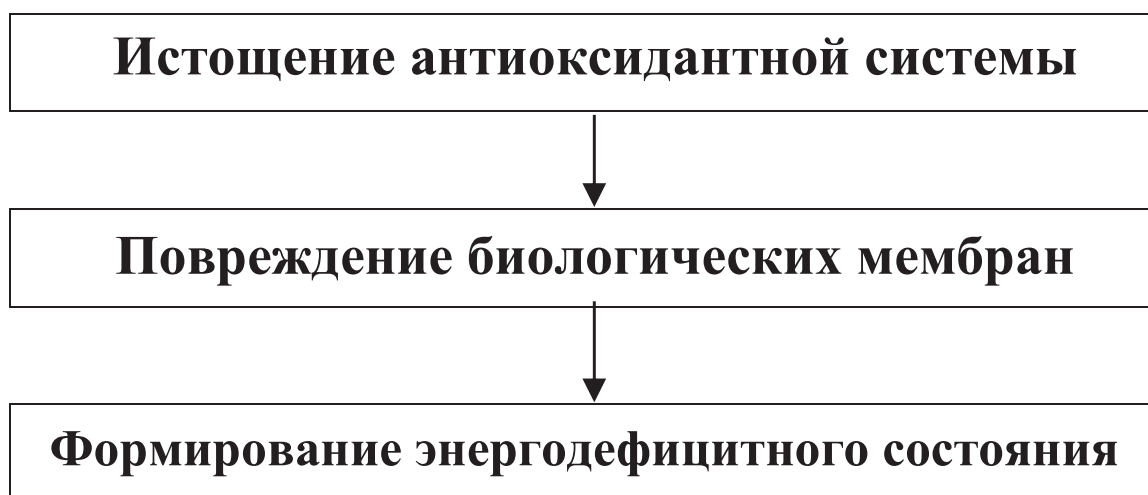 Истощение антиоксидантной системы
Повреждение биологических мембран
Формирование энергодефицитного состояния